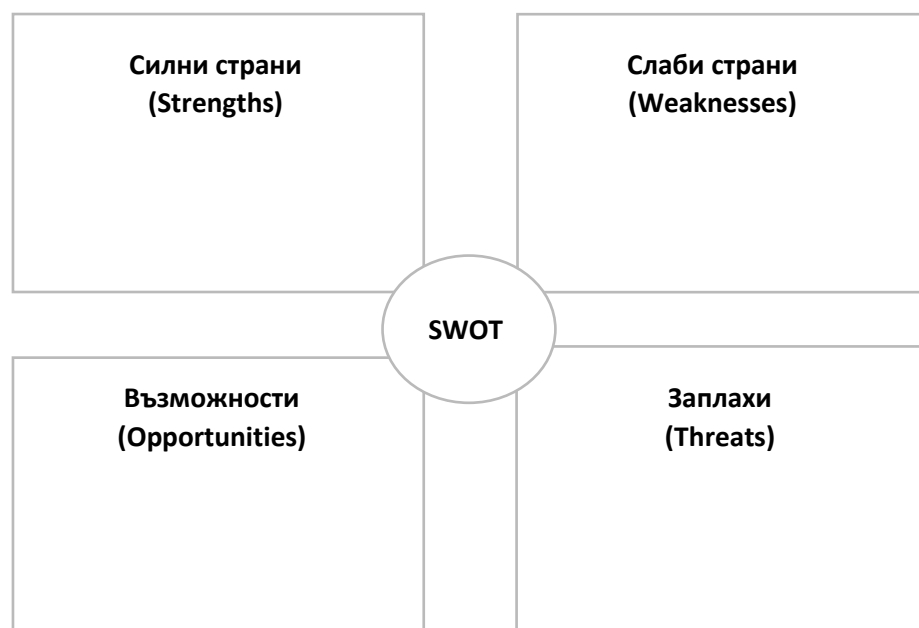 Силни страни
(Strengths)
Слаби страни
(Weaknesses)
SWOT
Възможности
(Opportunities)
Заплахи
(Threats)